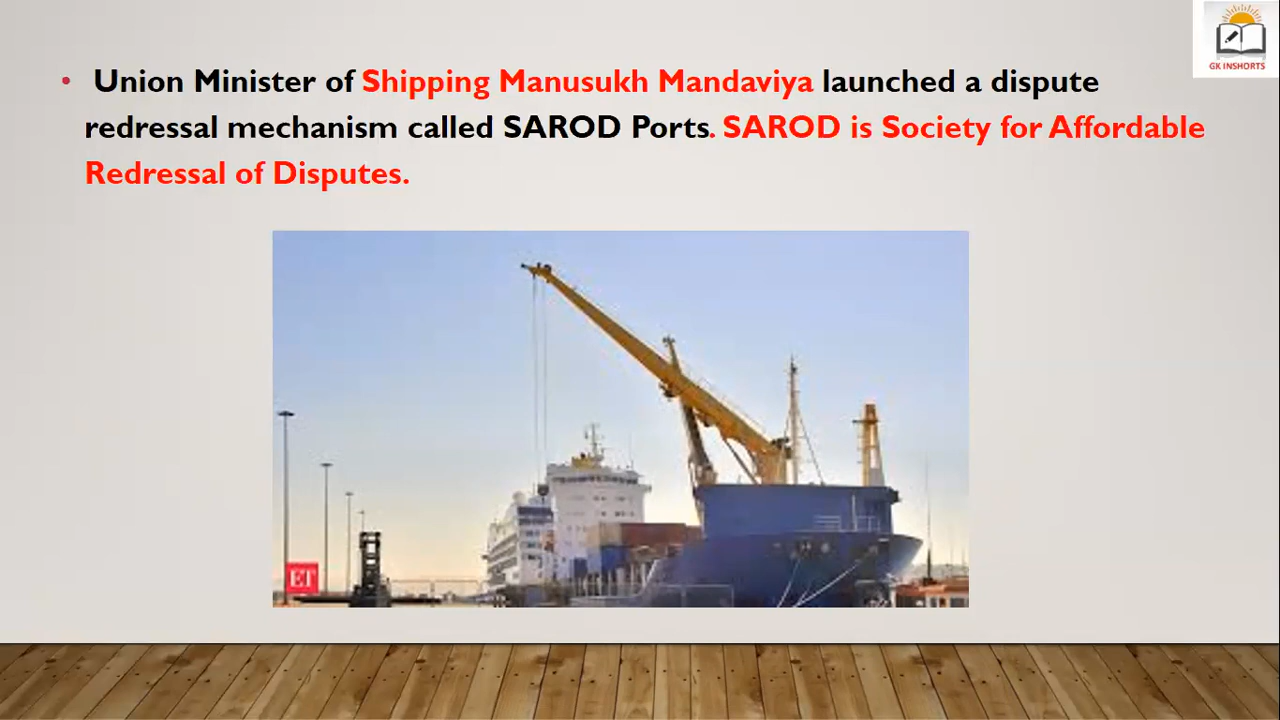 GK INSHORTS
• Union Minister of Shipping Manusukh Mandaviya launched a dispute
redressal mechanism called SAROD Ports. SAROD is Society for Affordable
Redressal of Disputes.
ET